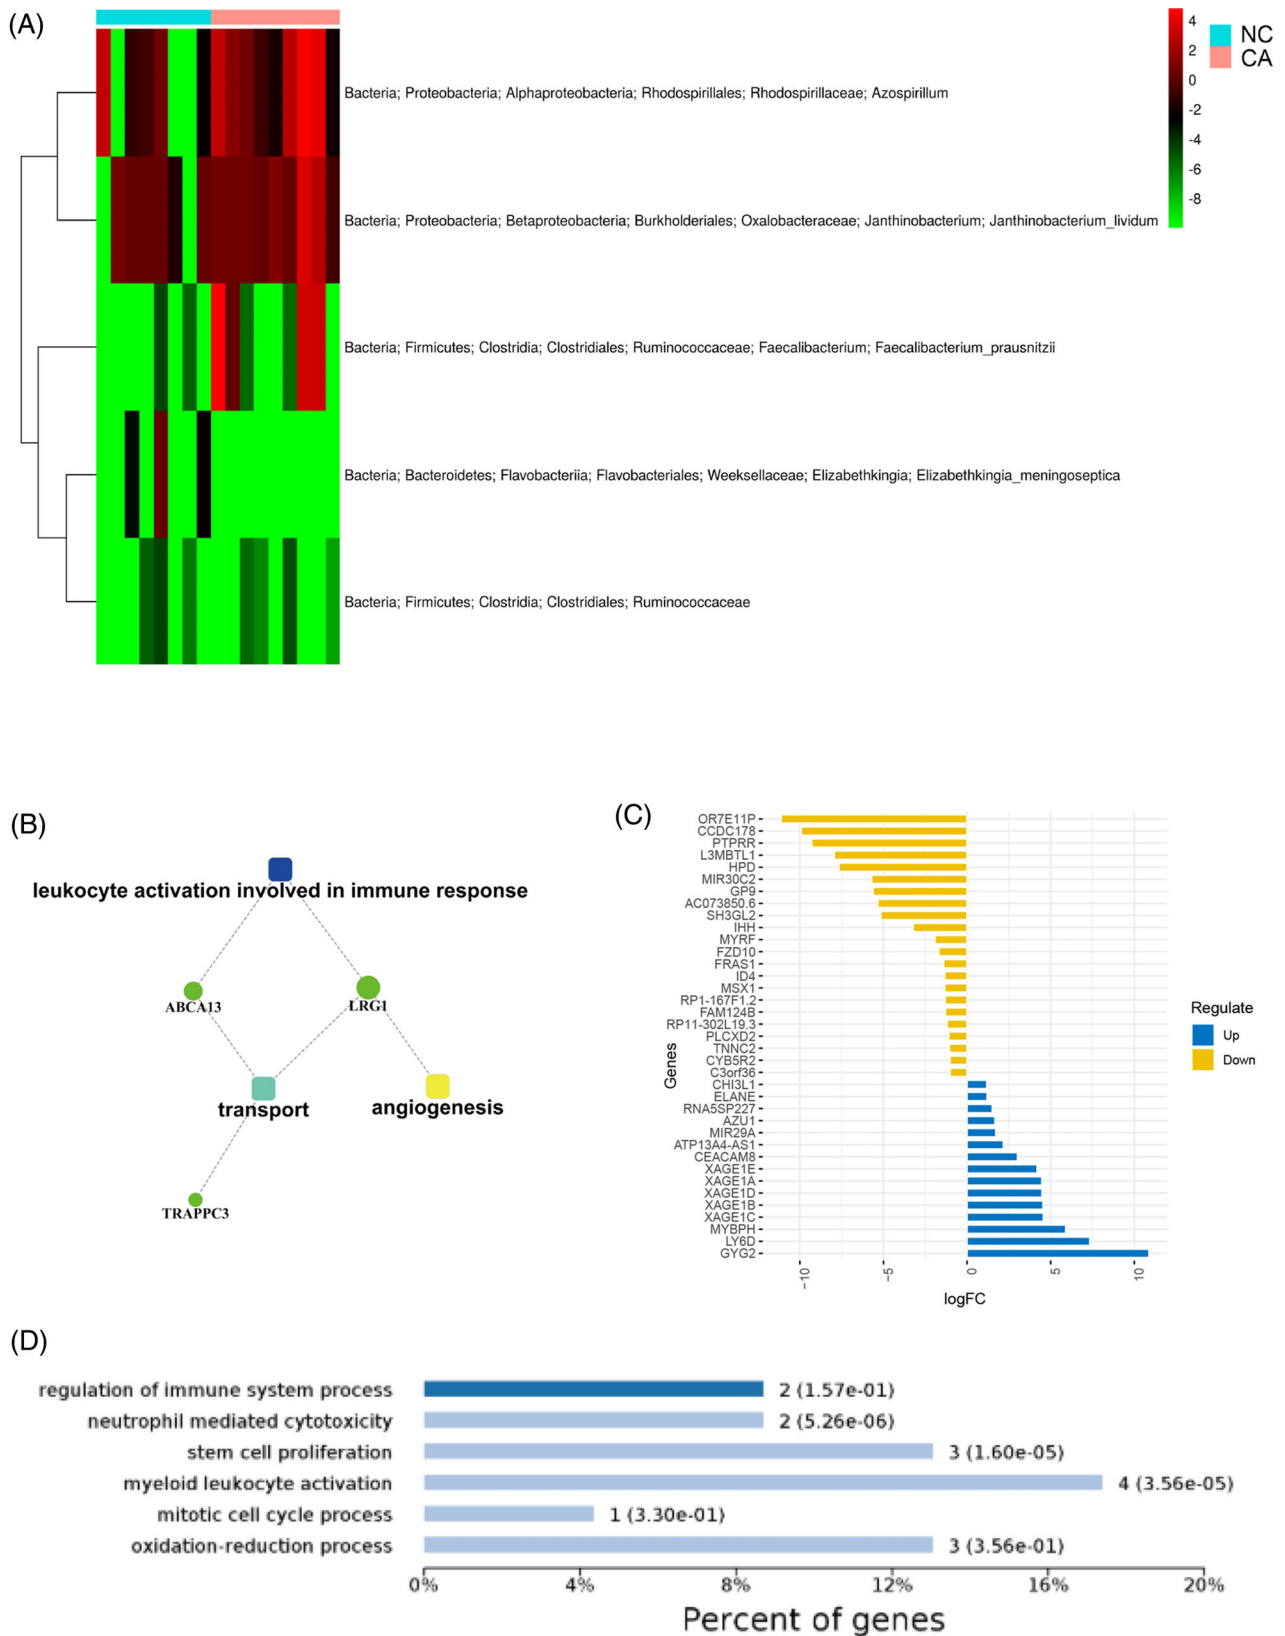 (A)
4
2
0
-2
-4
-6
-8
NC
CA
Bacteria; Proteobacteria; Alphaproteobacteria; Rhodospirillales; Rhodospirillaceae; Azospirillum
Bacteria; Proteobacteria; Betaproteobacteria; Burkholderiales; Oxalobacteraceae; Janthinobacterium; Janthinobacterium_lividum
Bacteria; Firmicutes; Clostridia; Clostridiales; Ruminococcaceae; Faecalibacterium; Faecalibacterium_prausnitzii
Bacteria; Bacteroidetes; Flavobacteriia; Flavobacteriales; Weeksellaceae; Elizabethkingia; Elizabethkingia_meningoseptica
Bacteria; Firmicutes; Clostridia; Clostridiales; Ruminococcaceae
(B)
leukocyte activation involved in immune response
ABCA13
LRG1
transport
angiogenesis
TRAPPC3
(C)
OR7E11P
CCDC178
PTPRR
L3MBTL1
HPD
MIR30C2
GP9
AC073850.6
SH3GL2
IHH
MYRF
FZD10
FRAS1
ID4
MSX1
RP1-167F1.2
FAM124B
RP11-302L19.3
PLCXD2
TNNC2
CYB5R2
C3orf36
CHI3L1
ELANE
RNA5SP227
AZU1
MIR29A
ATP13A4-AS1
CEACAM8
XAGE1E
XAGE1A
XAGE1D
XAGE1B
XAGE1C
MYBPH
LY6D
GYG2
Genes
-10
-5
0
5
10
logFC
Regulate
Up
Down
(D)
regulation of immune system process 2 (1.57e-01)
neutrophil mediated cytotoxicity 2 (5.26e-06)
stem cell proliferation 3 (1.60e-05)
myeloid leukocyte activation 4 (3.56e-05)
mitotic cell cycle process 1 (3.30e-01)
oxidation-reduction process 3 (3.56e-01)
0% 4% 8% 12% 16% 20%
Percent of genes